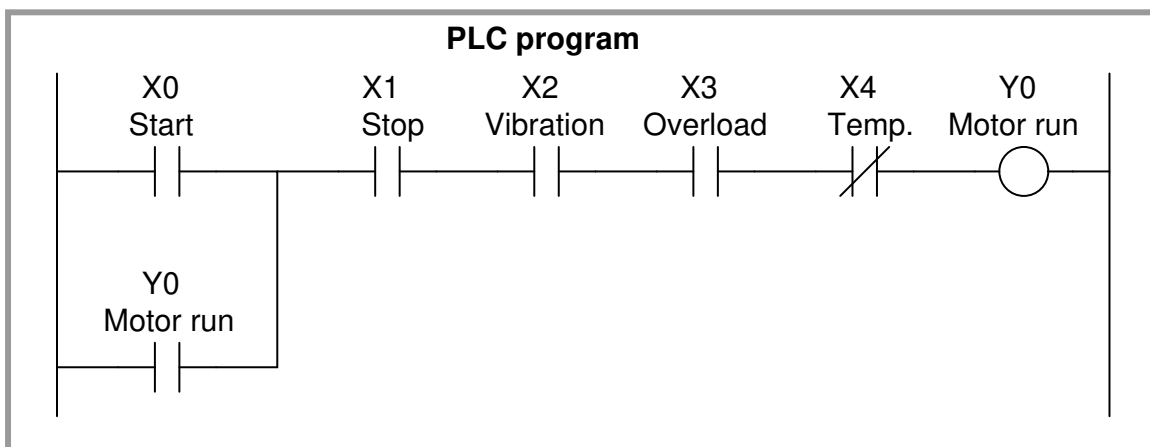 PLC program
X0 X1 X2 X3 X4 Y0
Start Stop Vibration Overload Temp. Motor run
Y0
Motor run